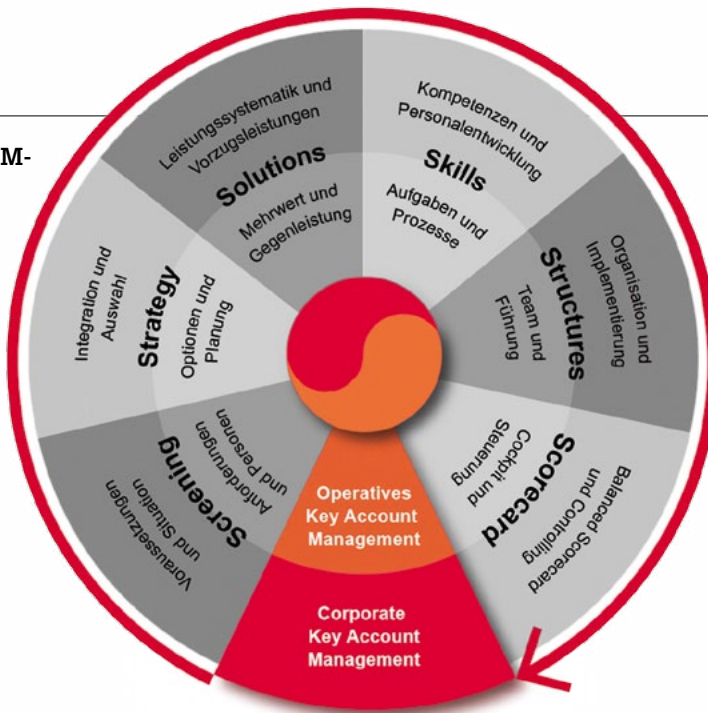 M-
Leistungssystematik und
Vorzugsleistungen
Solutions
Mehrwert und
Gegenleistung
Kompetenzen und
Personalentwicklung
Skills
Aufgaben und
Prozesse
Organisation und
Implementierung
Structures
Team und
Führung
Balanced Scorecard
und Controlling
Scorecard
Cockpit und
Steuerung
Integration und
Auswahl
Strategy
Optionen und
Planung
Voraussetzungen
und Situation
Screening
Anforderungen
und Personen
Operatives
Key Account
Management
Corporate
Key Account
Management